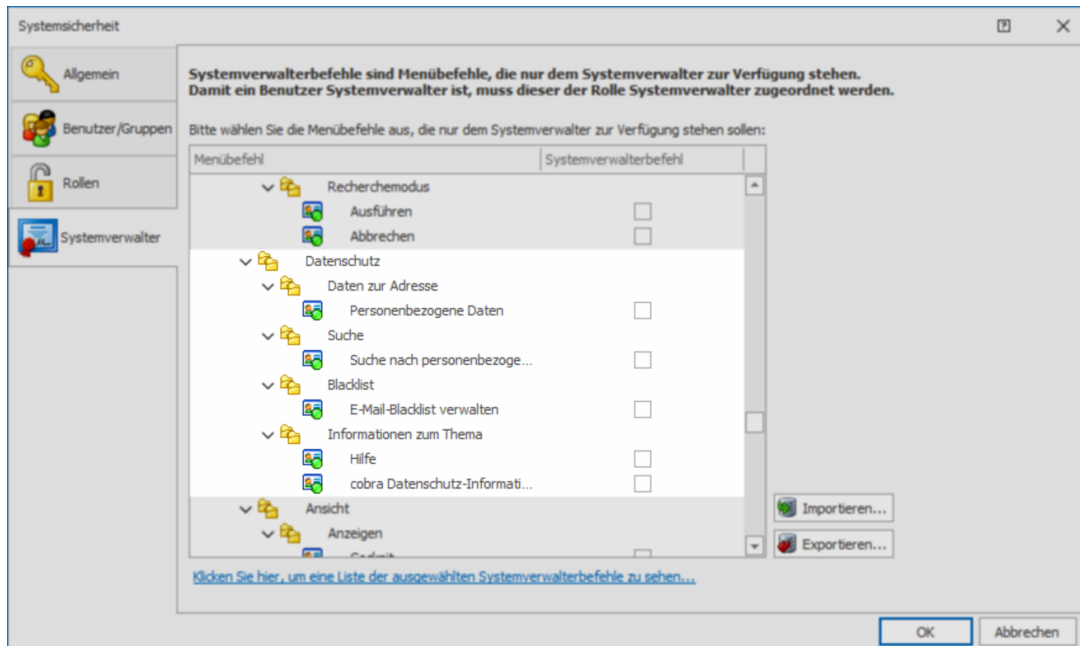 Systemsicherheit
Allgemein
Benutzer/Gruppen
Rollen
Systemverwalter
Systemverwalterbefehle sind Menübefehle, die nur dem Systemverwalter zur Verfügung stehen.
Damit ein Benutzer Systemverwalter ist, muss dieser der Rolle Systemverwalter zugeordnet werden.
Bitte wählen Sie die Menübefehle aus, die nur dem Systemverwalter zur Verfügung stehen sollen:
Menübefehl Systemverwalterbefehl
Recherchemodus
Ausführen
Abbrechen
Datenschutz
Daten zur Adresse
Personenbezogene Daten
Suche
Suche nach personenbezoge...
Blacklist
E-Mail-Blacklist verwalten
Informationen zum Thema
Hilfe
cobra Datenschutz-Informati...
Ansicht
Anzeigen
Cockpit
Importieren...
Exportieren...
Klicken Sie hier, um eine Liste der ausgewählten Systemverwalterbefehle zu sehen...
OK Abbrechen